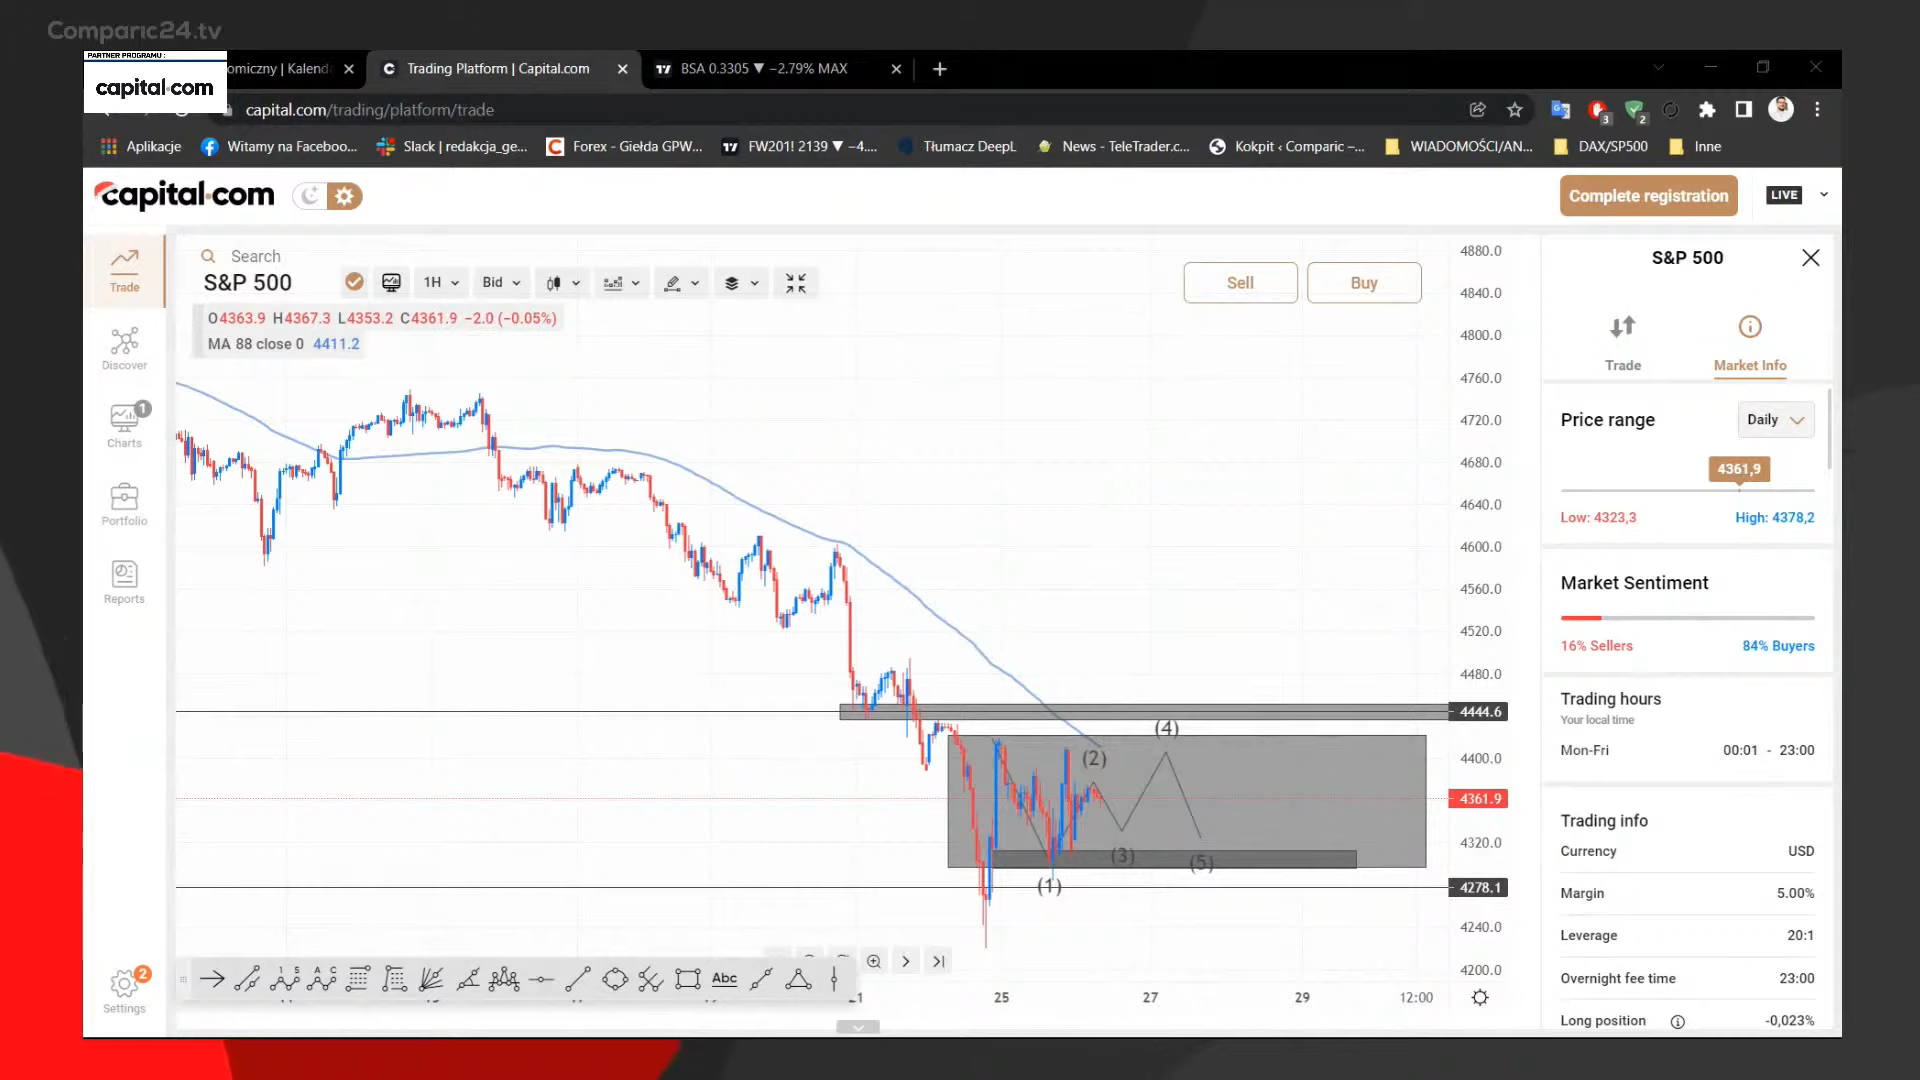 Comparic24.tv
PARTNER PROGRAMU :
capital.com
omiczny | Kalend
Trading Platform | Capital.com
BSA 0.3305 ▼ −2.79% MAX
capital.com/trading/platform/trade
3
2
Aplikacje
Witamy na Faceboo...
Slack | redakcja_ge...
Forex - Giełda GPW...
FW201! 2139 ▼ −4....
Tłumacz DeepL
News - TeleTrader.c...
Kokpit ‹ Comparic –...
WIADOMOŚCI/AN...
DAX/SP500
Inne
capital.com
Complete registration
LIVE
Trade
Discover
Charts
1
Portfolio
Reports
Settings
2
Search
S&P 500
1H
Bid
Sell
Buy
O4363.9 H4367.3 L4353.2 C4361.9 −2.0 (−0.05%)
MA 88 close 0 4411.2
4880.0
4840.0
4800.0
4760.0
4720.0
4680.0
4640.0
4600.0
4560.0
4520.0
4480.0
4444.6
4400.0
4361.9
4320.0
4278.1
4240.0
4200.0
(1)
(2)
(3)
(4)
(5)
Abc
21
25
27
29
12:00
S&P 500
Trade
Market Info
Price range
Daily
4361,9
Low: 4323,3
High: 4378,2
Market Sentiment
16% Sellers
84% Buyers
Trading hours
Your local time
Mon-Fri
00:01 - 23:00
Trading info
Currency
USD
Margin
5.00%
Leverage
20:1
Overnight fee time
23:00
Long position
-0,023%